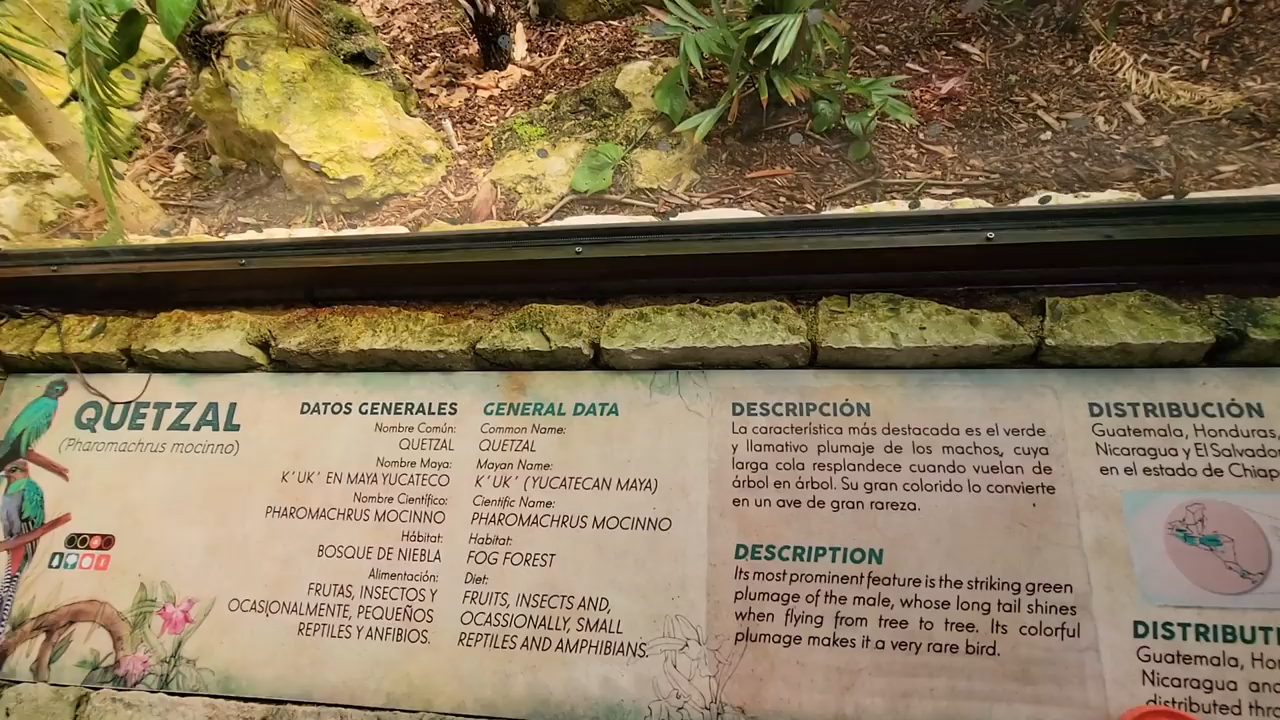 QUETZAL
(Pharomachrus mocinno)
DATOS GENERALES
Nombre Común:
QUETZAL
Nombre Maya:
K'UK' EN MAYA YUCATECO
Nombre Científico:
PHAROMACHRUS MOCINNO
Hábitat:
BOSQUE DE NIEBLA
Alimentación:
FRUTAS, INSECTOS Y
OCASIONALMENTE, PEQUEÑOS
REPTILES Y ANFIBIOS.
GENERAL DATA
Common Name:
QUETZAL
Mayan Name:
K'UK' (YUCATECAN MAYA)
Cientific Name:
PHAROMACHRUS MOCINNO
Habitat:
FOG FOREST
Diet:
FRUITS, INSECTS AND,
OCASSIONALLY, SMALL
REPTILES AND AMPHIBIANS.
DESCRIPCIÓN
La característica más destacada es el verde
y llamativo plumaje de los machos, cuya
larga cola resplandece cuando vuelan de
árbol en árbol. Su gran colorido lo convierte
en un ave de gran rareza.
DESCRIPTION
Its most prominent feature is the striking green
plumage of the male, whose long tail shines
when flying from tree to tree. Its colorful
plumage makes it a very rare bird.
DISTRIBUCIÓN
Guatemala, Honduras,
Nicaragua y El Salvador
en el estado de Chiap
DISTRIBUTI
Guatemala, Hon
Nicaragua and
distributed thro